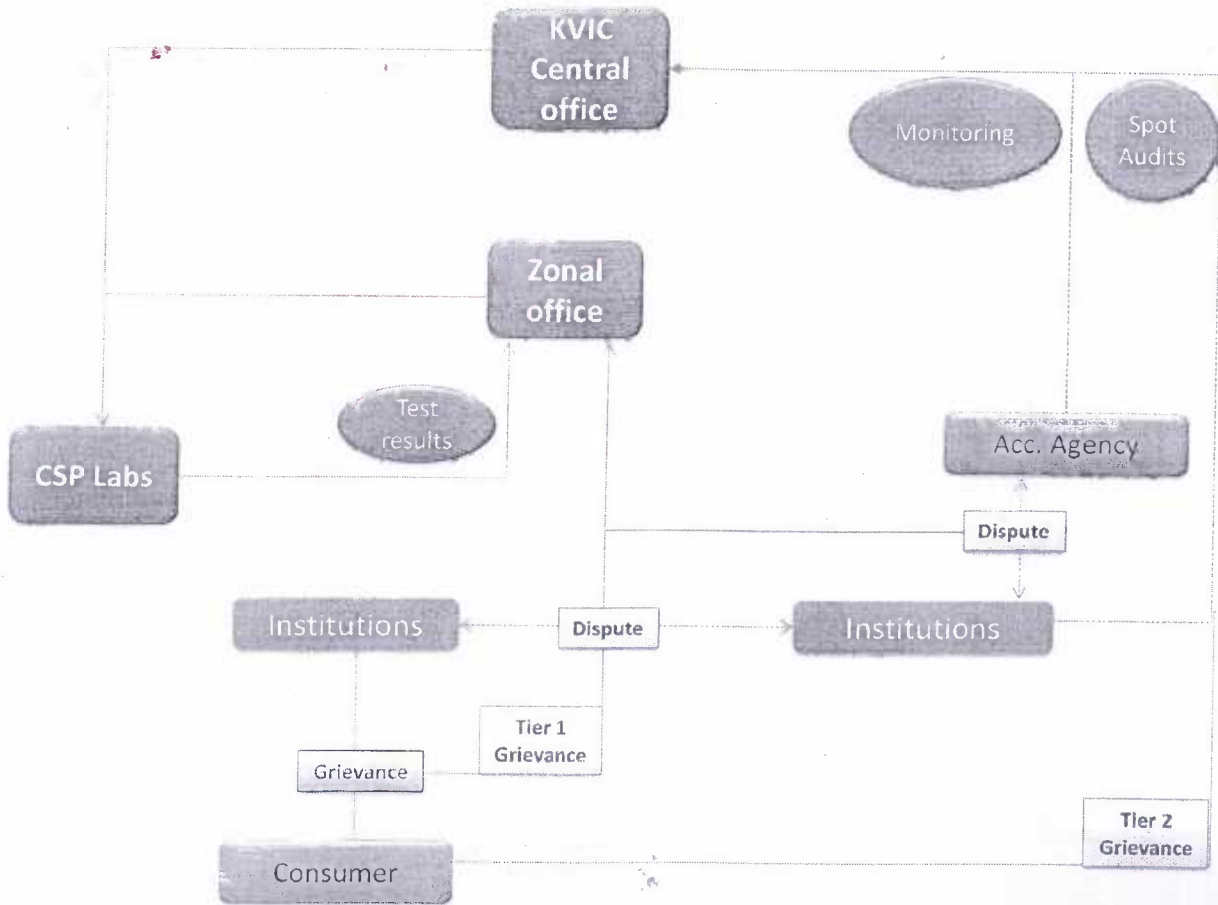 KVIC
Central
office
Monitoring
Spot
Audits
Zonal
office
Test
results
CSP Labs
Acc. Agency
Dispute
Institutions
Dispute
Institutions
Tier 1
Grievance
Grievance
Tier 2
Grievance
Consumer